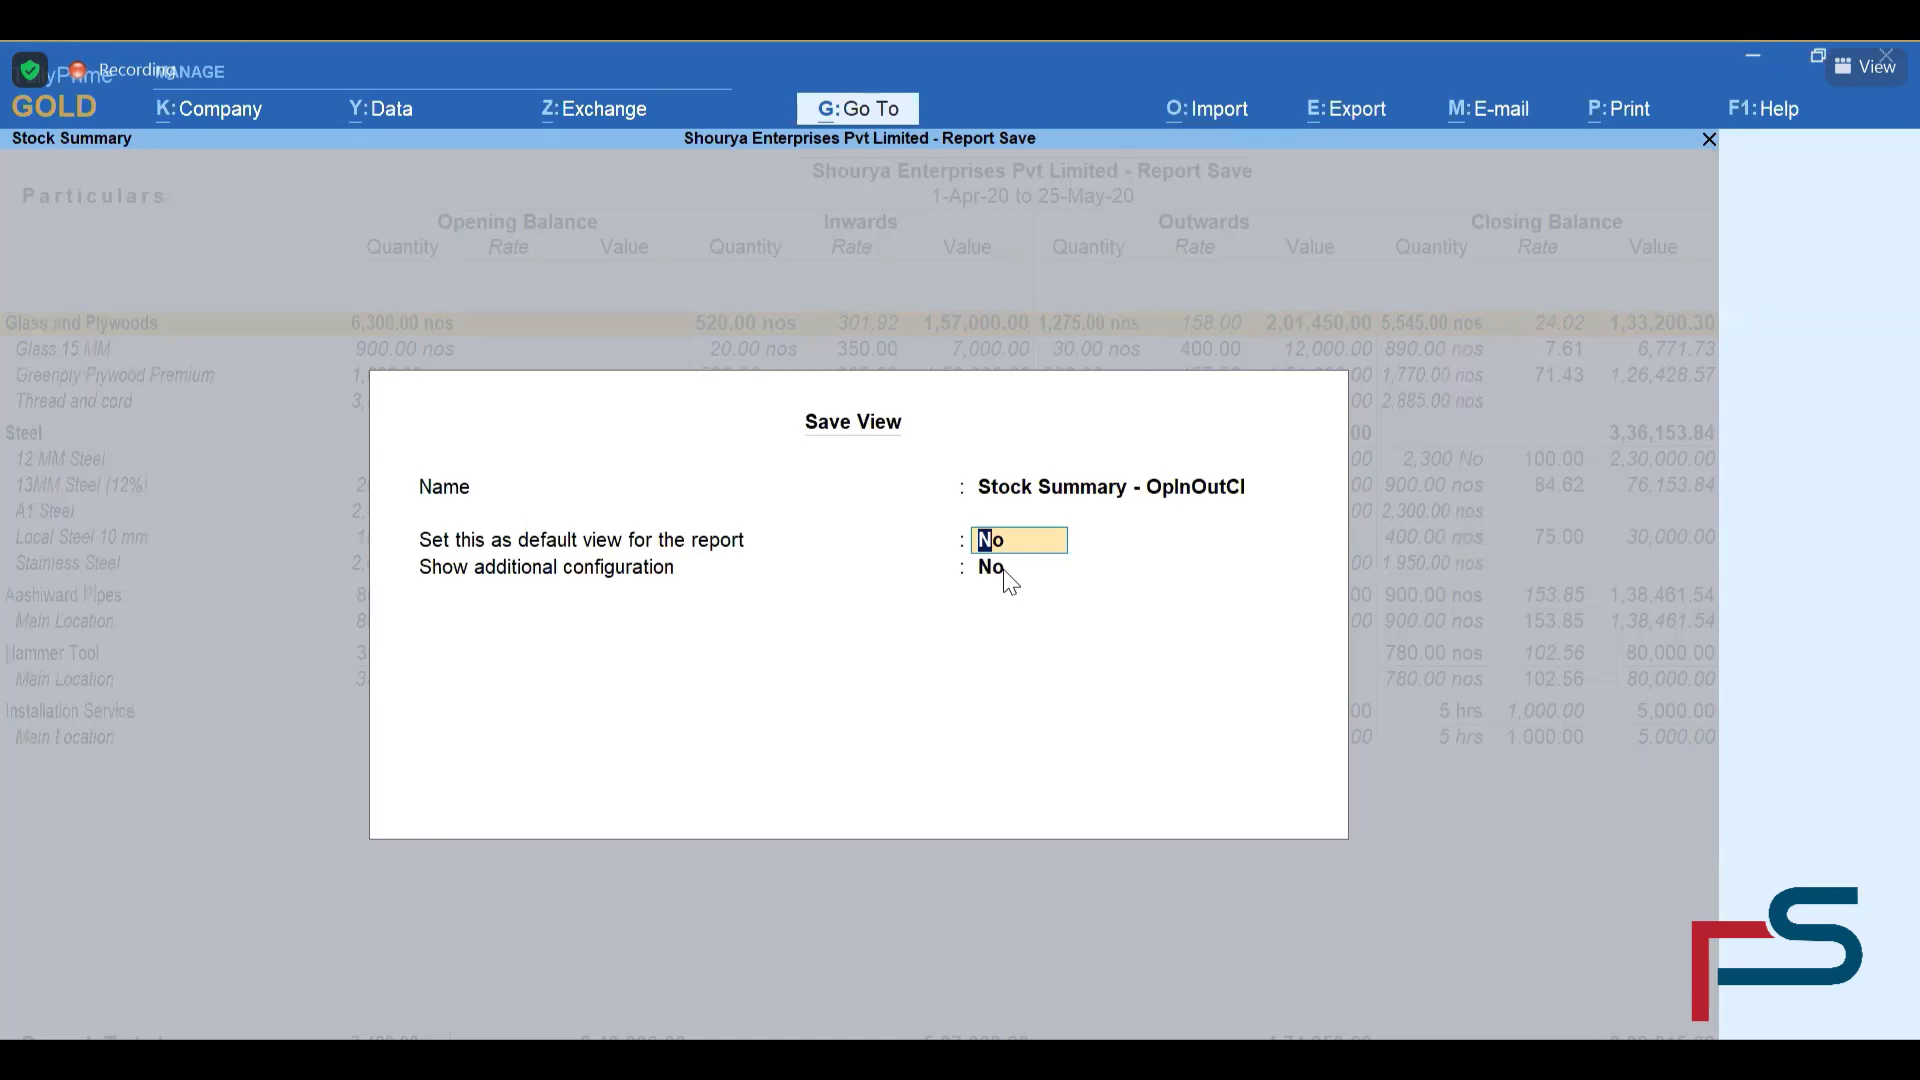 Recording MANAGE
GOLD K: Company Y: Data Z: Exchange G: Go To O: Import E: Export M: E-mail P: Print F1: Help
View
Stock Summary Shourya Enterprises Pvt Limited - Report Save
Shourya Enterprises Pvt Limited - Report Save
Particulars 1-Apr-20 to 25-May-20
Opening Balance Inwards Outwards Closing Balance
Quantity Rate Value Quantity Rate Value Quantity Rate Value Quantity Rate Value
Glass and Plywoods 6,300.00 nos 520.00 nos 301.92 1,57,000.00 1,275.00 nos 158.00 2,01,450.00 5,545.00 nos 24.02 1,33,200.30
Glass 15 MM 900.00 nos 20.00 nos 350.00 7,000.00 30.00 nos 400.00 12,000.00 890.00 nos 7.61 6,771.73
Greenply Plywood Premium 1,770.00 nos 71.43 1,26,428.57
Thread and cord 2,885.00 nos
Steel 3,36,153.84
12 MM Steel 2,300 No 100.00 2,30,000.00
13MM Steel (12%) 900.00 nos 84.62 76,153.84
A1 Steel 2,300.00 nos
Local Steel 10 mm 400.00 nos 75.00 30,000.00
Stainless Steel 1,950.00 nos
Aashiward Pipes 900.00 nos 153.85 1,38,461.54
Main Location 900.00 nos 153.85 1,38,461.54
Hammer Tool 780.00 nos 102.56 80,000.00
Main Location 780.00 nos 102.56 80,000.00
Installation Service 5 hrs 1,000.00 5,000.00
Main Location 5 hrs 1,000.00 5,000.00
Save View
Name : Stock Summary - OpInOutCl
Set this as default view for the report : No
Show additional configuration : No